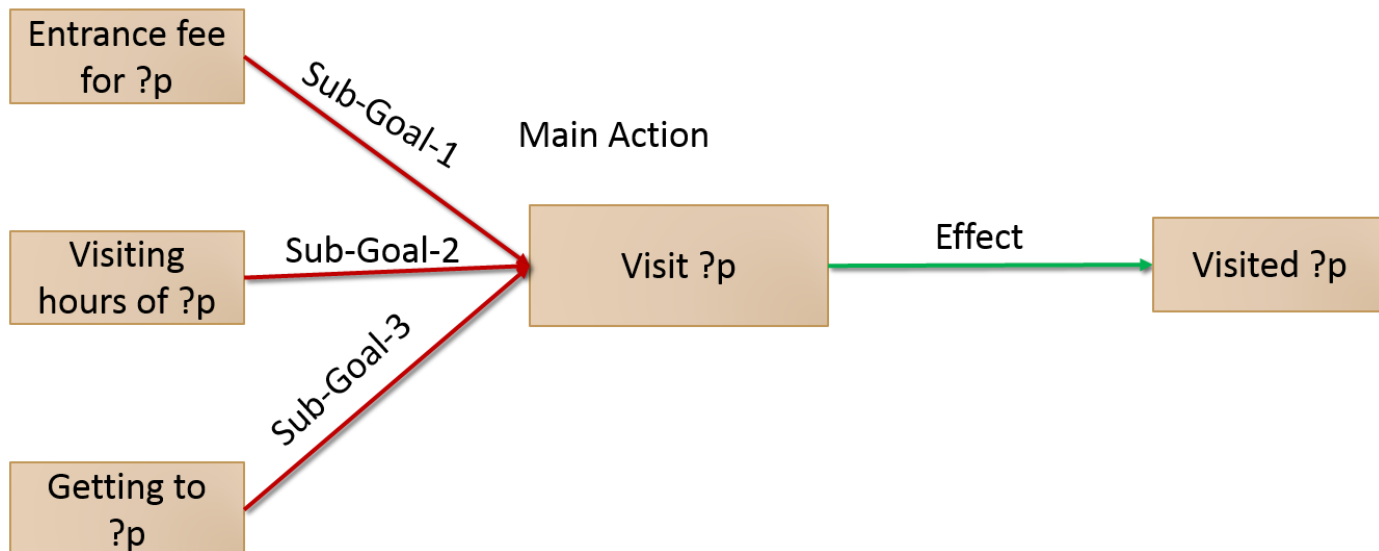 Entrance fee
for ?p
Sub-Goal-1
Main Action
Visiting
hours of ?p
Sub-Goal-2
Visit ?p
Effect
Visited ?p
Sub-Goal-3
Getting to
?p